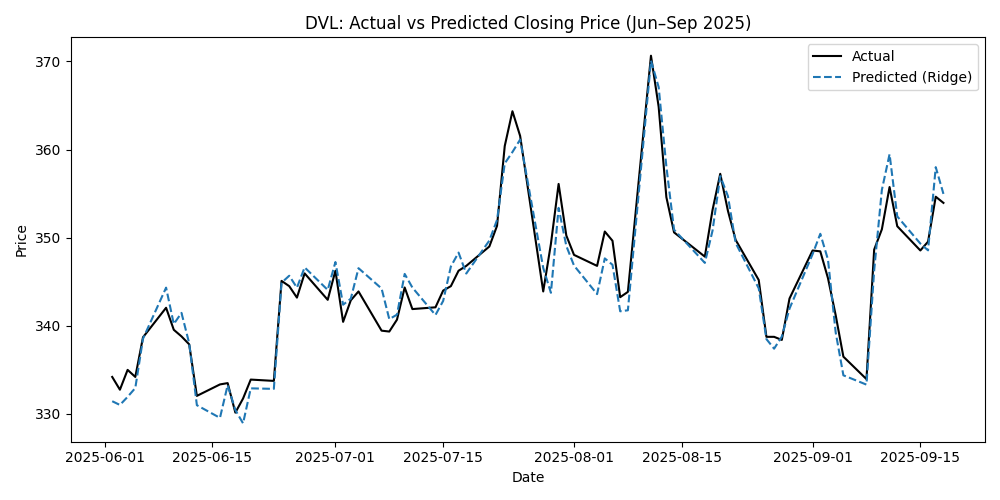 DVL: Actual vs Predicted Closing Price (Jun–Sep 2025)
Actual
Predicted (Ridge)
Price
370
360
350
340
330
2025-06-01 2025-06-15 2025-07-01 2025-07-15 2025-08-01 2025-08-15 2025-09-01 2025-09-15
Date